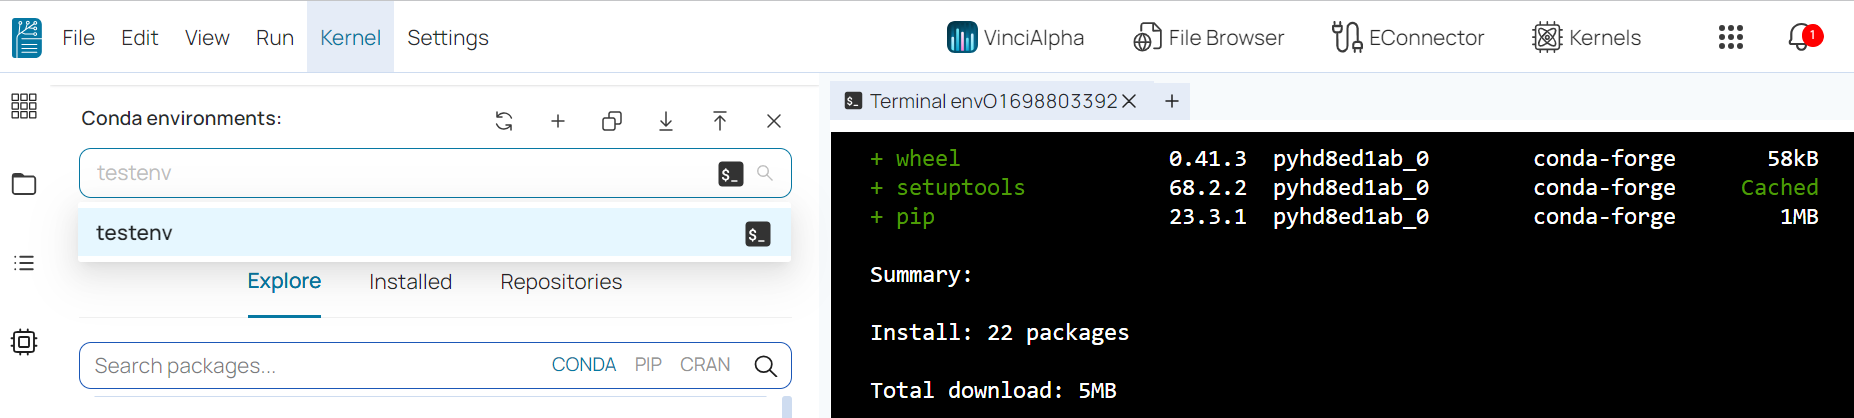 File Edit View Run Kernel Settings VinciAlpha File Browser EConnector Kernels 1
Conda environments:
testenv $_
testenv $_
Explore Installed Repositories
Search packages... CONDA PIP CRAN
$_ Terminal envO1698803392 × +
+ wheel 0.41.3 pyhd8ed1ab_0 conda-forge 58kB
+ setuptools 68.2.2 pyhd8ed1ab_0 conda-forge Cached
+ pip 23.3.1 pyhd8ed1ab_0 conda-forge 1MB
Summary:
Install: 22 packages
Total download: 5MB